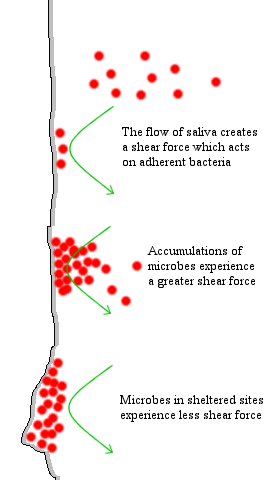 The flow of saliva creates
a shear force which acts
on adherent bacteria
Accumulations of
microbes experience
a greater shear force
Microbes in sheltered sites
experience less shear force